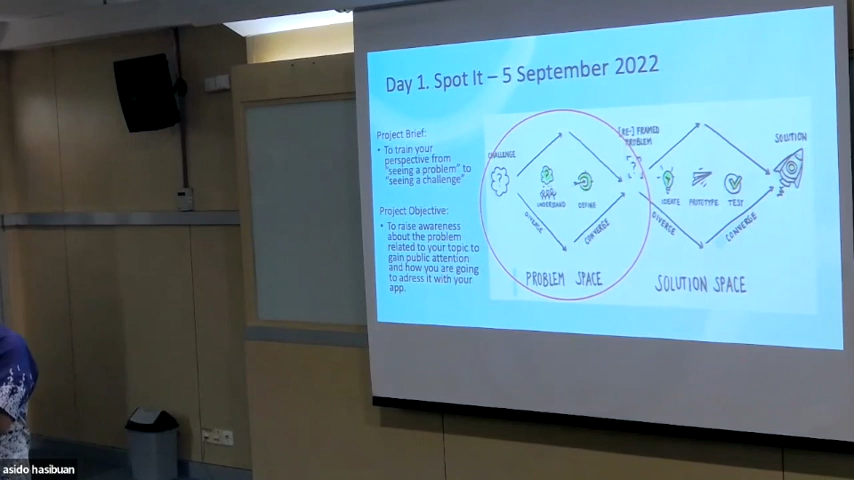 Day 1. Spot It – 5 September 2022
Project Brief:
• To train your
perspective from
"seeing a problem" to
"seeing a challenge"
Project Objective:
• To raise awareness
about the problem
related to your topic to
gain public attention
and how you are going
to adress it with your
app.
CHALLENGE
UNDERSTAND
DEFINE
DIVERGE
CONVERGE
PROBLEM SPACE
[RE-] FRAMED
PROBLEM
IDEATE
PROTOTYPE
TEST
DIVERGE
CONVERGE
SOLUTION SPACE
SOLUTION
asido hasibuan